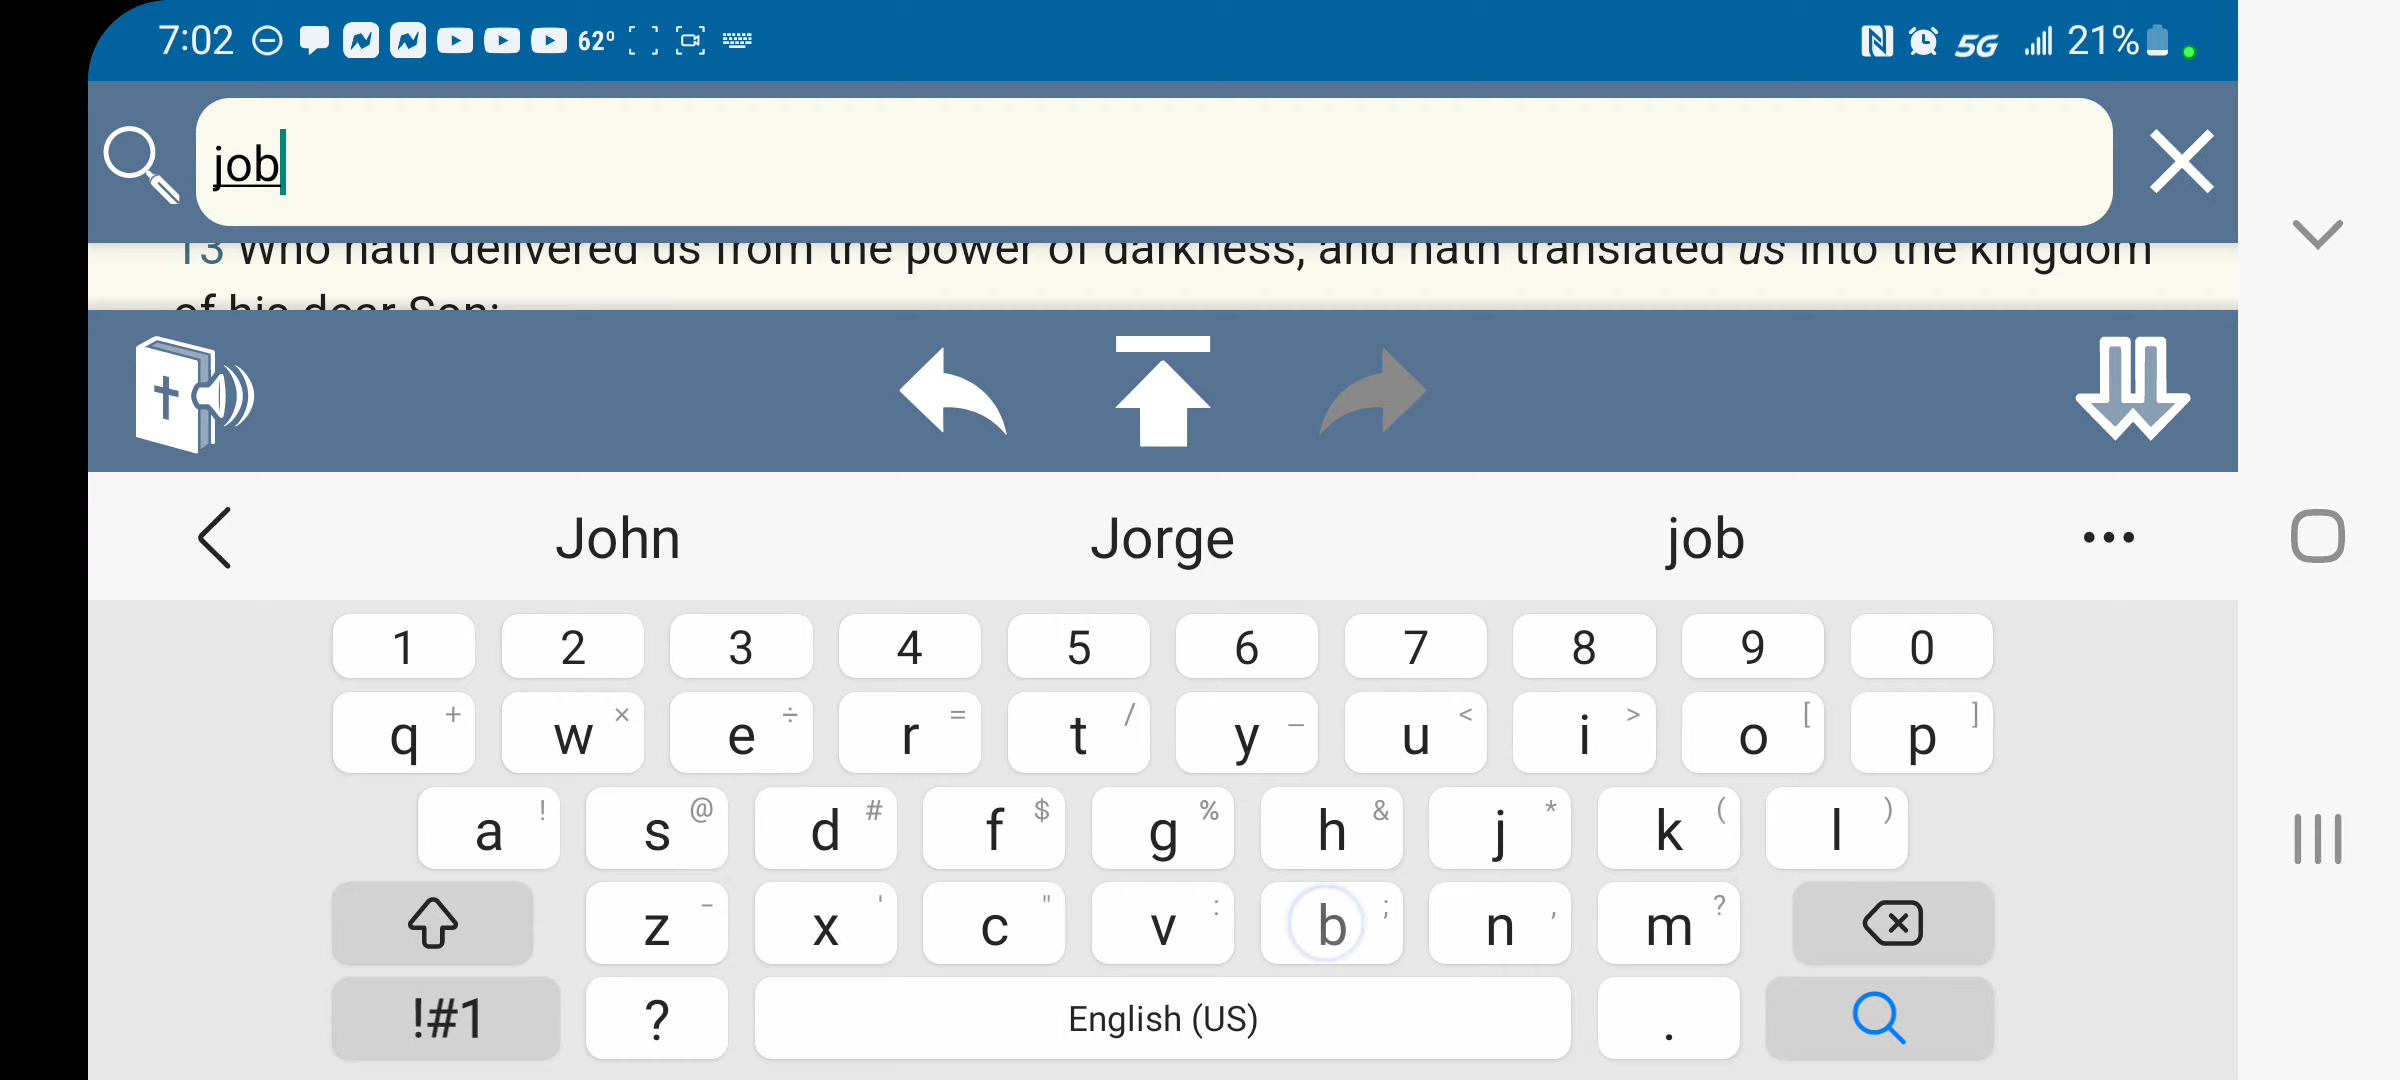 7:02 62° 5G 21%
job
13 Who hath delivered us from the power of darkness, and hath translated us into the kingdom
of his dear Son:
John Jorge job ...
1 2 3 4 5 6 7 8 9 0
q + w × e ÷ r = t / y _ u < i > o [ p ]
a ! s @ d # f $ g % h & j * k ( l )
z - x ' c " v : b ; n , m ?
!#1 ? English (US) .